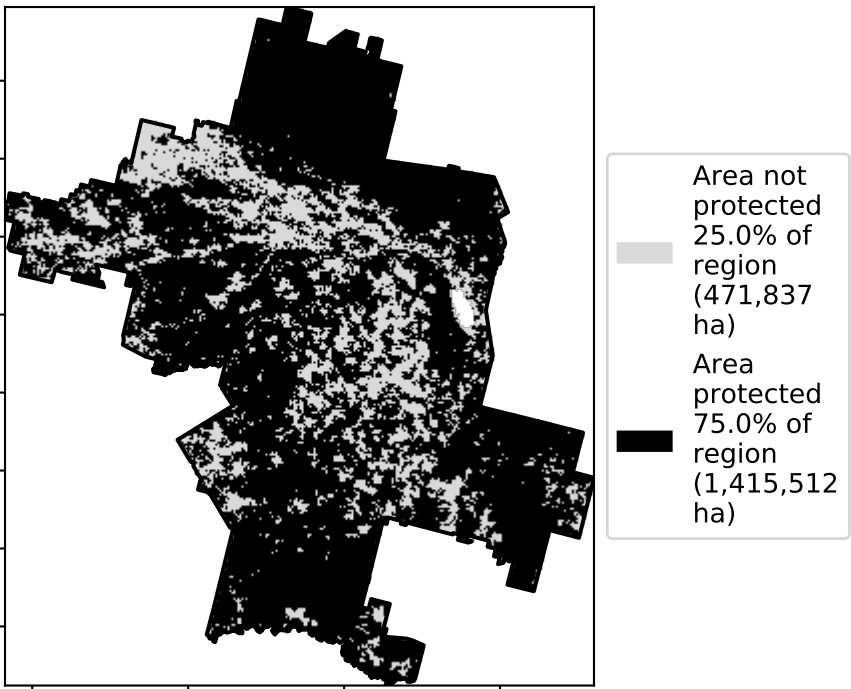 Area not
protected
25.0% of
region
(471,837
ha)
Area
protected
75.0% of
region
(1,415,512
ha)